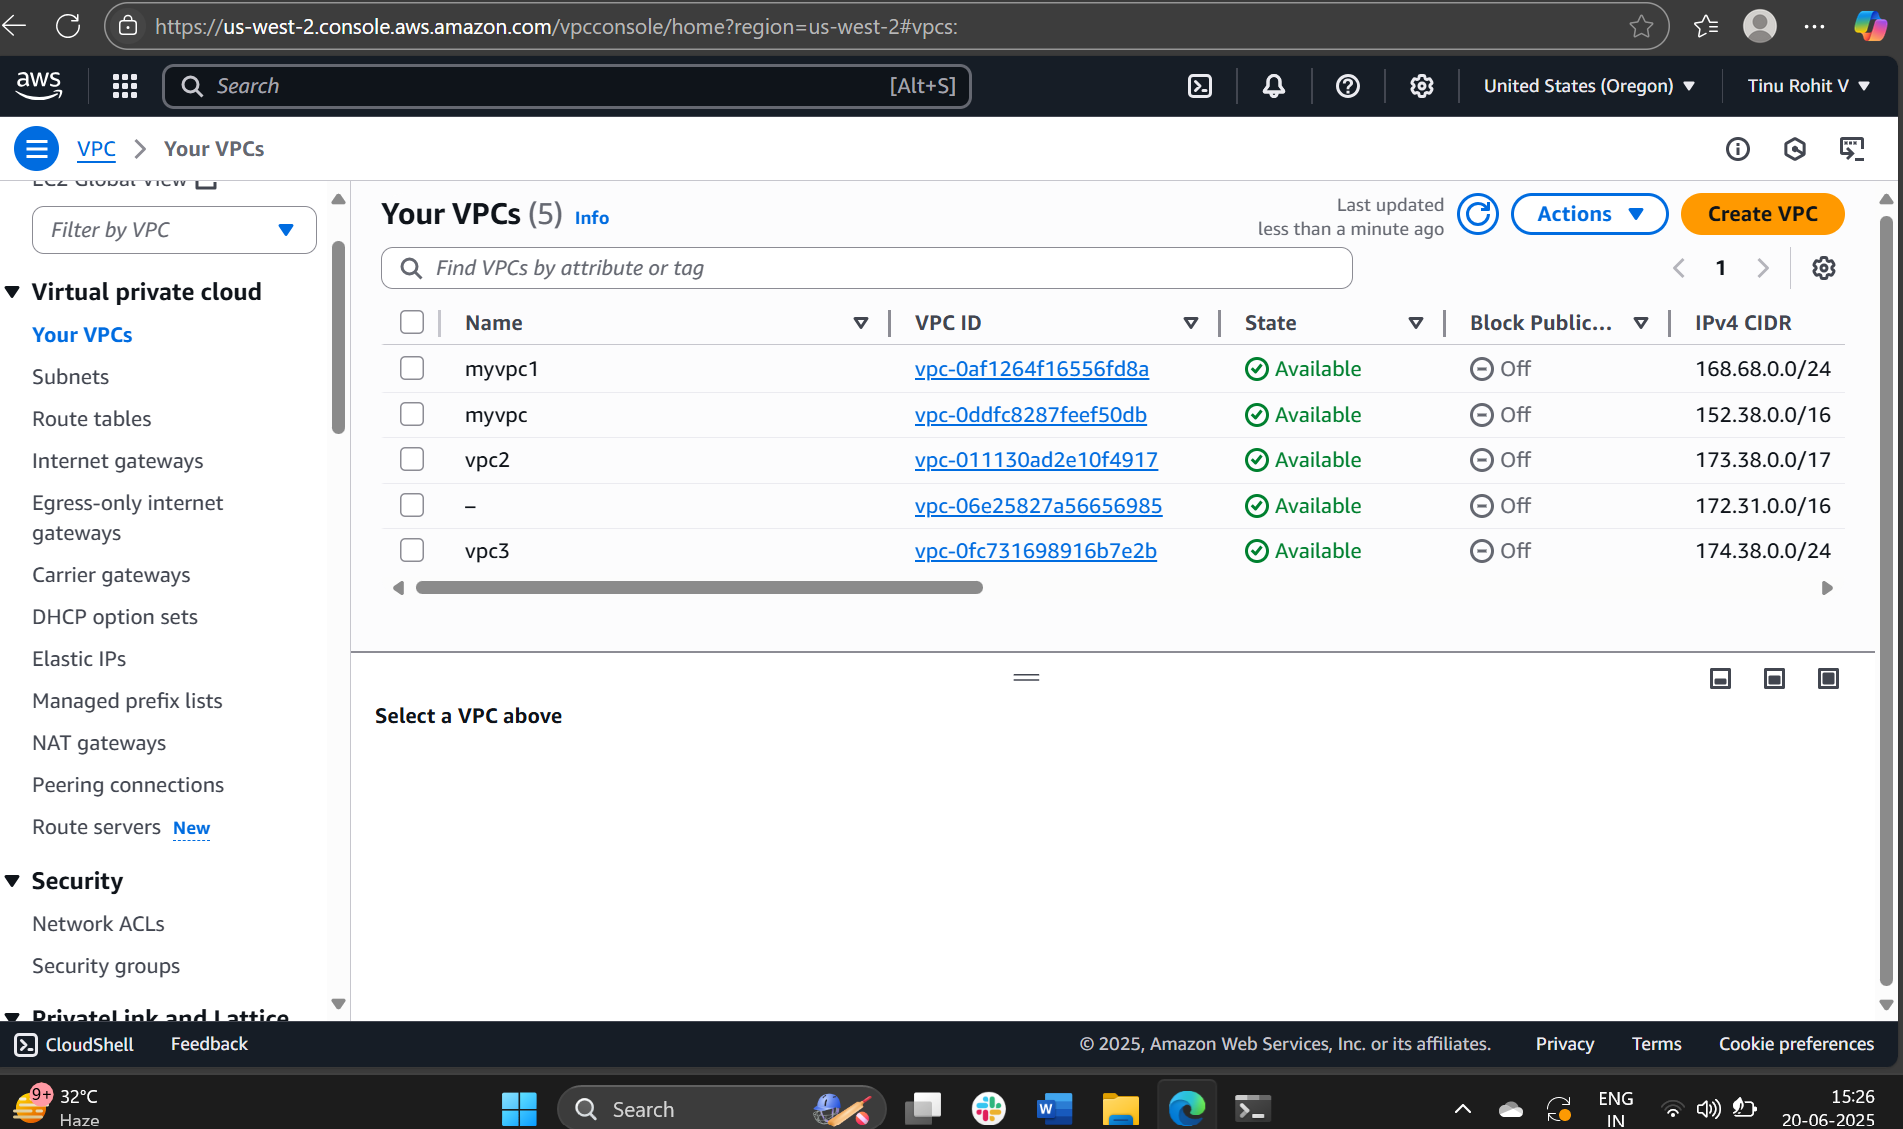 https://us-west-2.console.aws.amazon.com/vpcconsole/home?region=us-west-2#vpcs:
aws
Search
[Alt+S]
United States (Oregon)
Tinu Rohit V
VPC
Your VPCs
EC2 Global View
Filter by VPC
Virtual private cloud
Your VPCs
Subnets
Route tables
Internet gateways
Egress-only internet
gateways
Carrier gateways
DHCP option sets
Elastic IPs
Managed prefix lists
NAT gateways
Peering connections
Route servers New
Security
Network ACLs
Security groups
PrivateLink and Lattice
Your VPCs (5) Info
Last updated
less than a minute ago
Actions
Create VPC
Find VPCs by attribute or tag
1
Name VPC ID State Block Public... IPv4 CIDR
myvpc1 vpc-0af1264f16556fd8a Available Off 168.68.0.0/24
myvpc vpc-0ddfc8287feef50db Available Off 152.38.0.0/16
vpc2 vpc-011130ad2e10f4917 Available Off 173.38.0.0/17
– vpc-06e25827a56656985 Available Off 172.31.0.0/16
vpc3 vpc-0fc731698916b7e2b Available Off 174.38.0.0/24
Select a VPC above
CloudShell
Feedback
© 2025, Amazon Web Services, Inc. or its affiliates.
Privacy
Terms
Cookie preferences
9+
32°C
Haze
Search
W
ENG
IN
15:26
20-06-2025